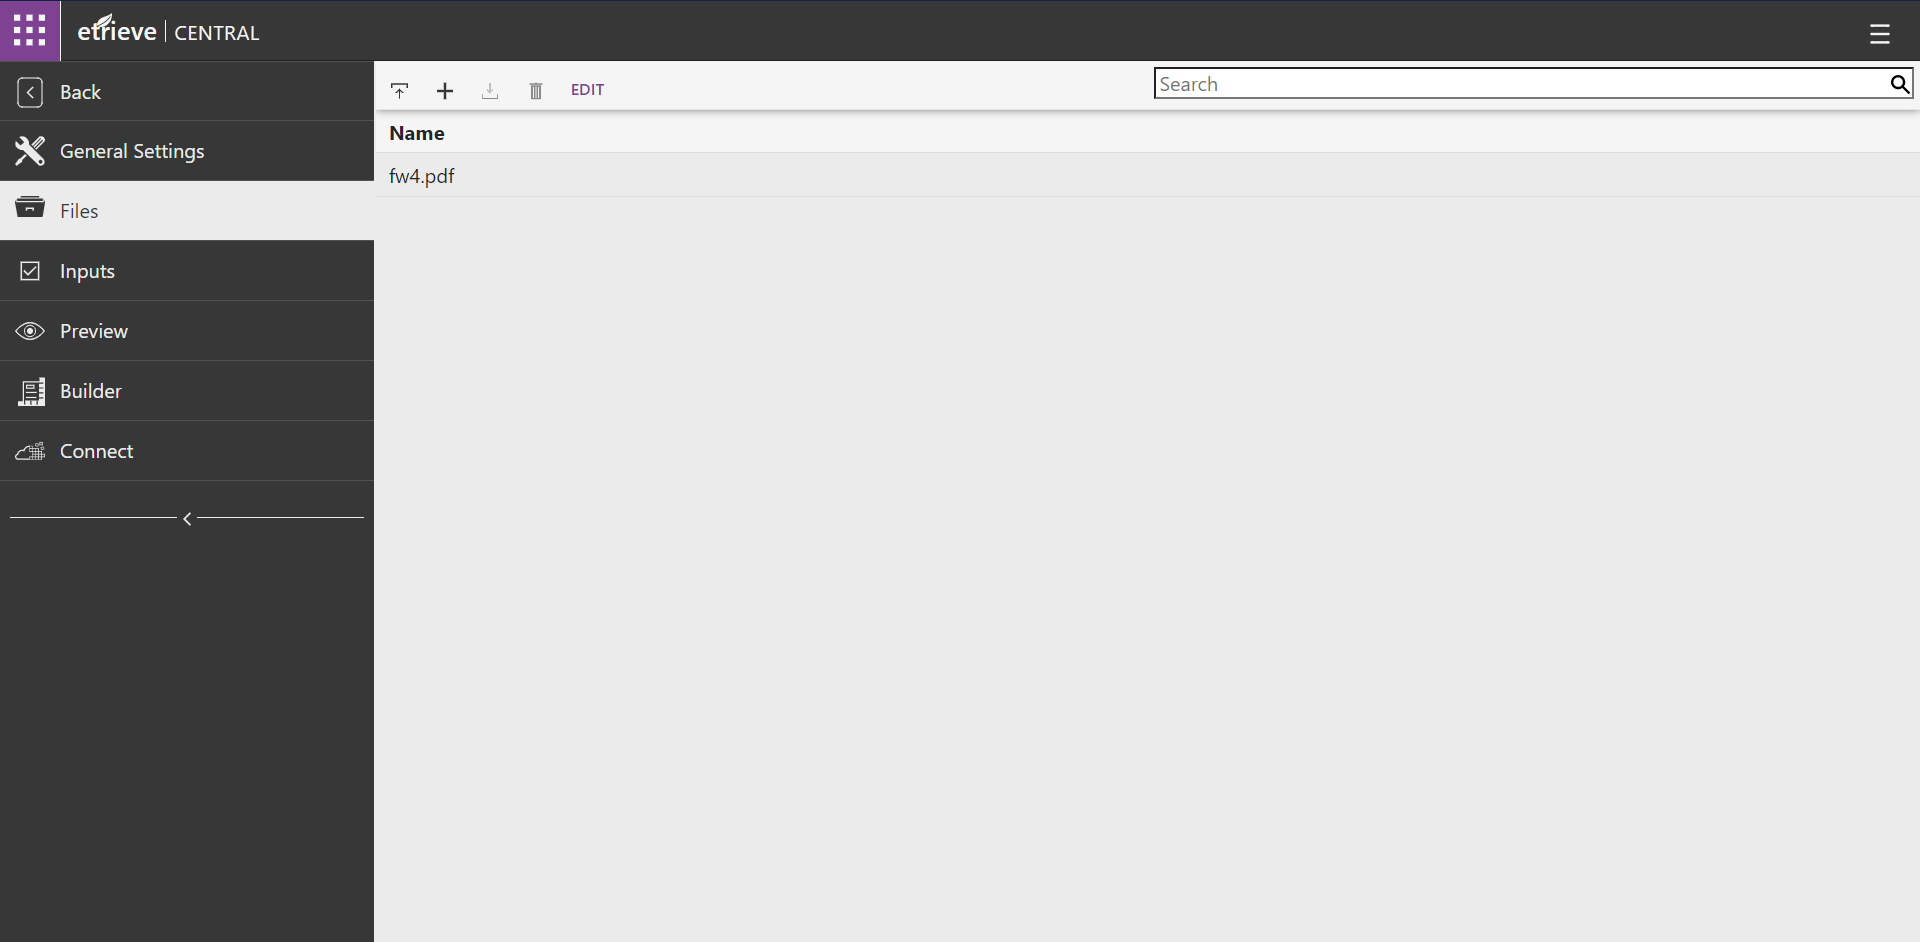 etrieve | CENTRAL
Back
General Settings
Files
Inputs
Preview
Builder
Connect
EDIT
Search
Name
fw4.pdf